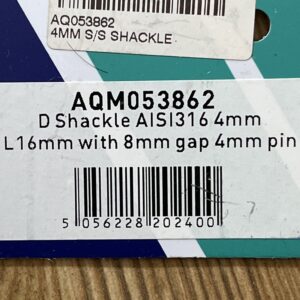 AQ053862
4MM S/S SHACKLE
AQM053862
D Shackle AISI316 4mm
L16mm with 8mm gap 4mm pin
5 056228 202400